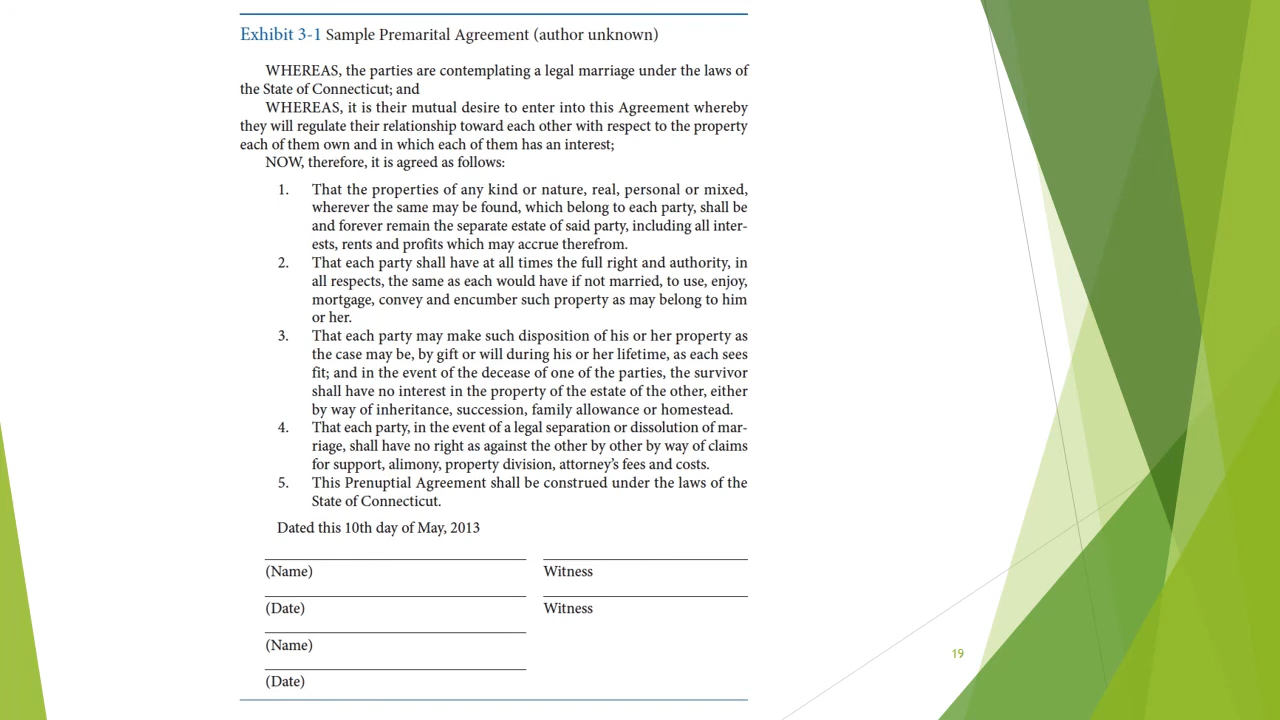 Exhibit 3-1 Sample Premarital Agreement (author unknown)
WHEREAS, the parties are contemplating a legal marriage under the laws of
the State of Connecticut; and
WHEREAS, it is their mutual desire to enter into this Agreement whereby
they will regulate their relationship toward each other with respect to the property
each of them own and in which each of them has an interest;
NOW, therefore, it is agreed as follows:
1. That the properties of any kind or nature, real, personal or mixed,
wherever the same may be found, which belong to each party, shall be
and forever remain the separate estate of said party, including all inter-
ests, rents and profits which may accrue therefrom.
2. That each party shall have at all times the full right and authority, in
all respects, the same as each would have if not married, to use, enjoy,
mortgage, convey and encumber such property as may belong to him
or her.
3. That each party may make such disposition of his or her property as
the case may be, by gift or will during his or her lifetime, as each sees
fit; and in the event of the decease of one of the parties, the survivor
shall have no interest in the property of the estate of the other, either
by way of inheritance, succession, family allowance or homestead.
4. That each party, in the event of a legal separation or dissolution of mar-
riage, shall have no right as against the other by other by way of claims
for support, alimony, property division, attorney's fees and costs.
5. This Prenuptial Agreement shall be construed under the laws of the
State of Connecticut.
Dated this 10th day of May, 2013
(Name) Witness
(Date) Witness
(Name)
(Date)
19